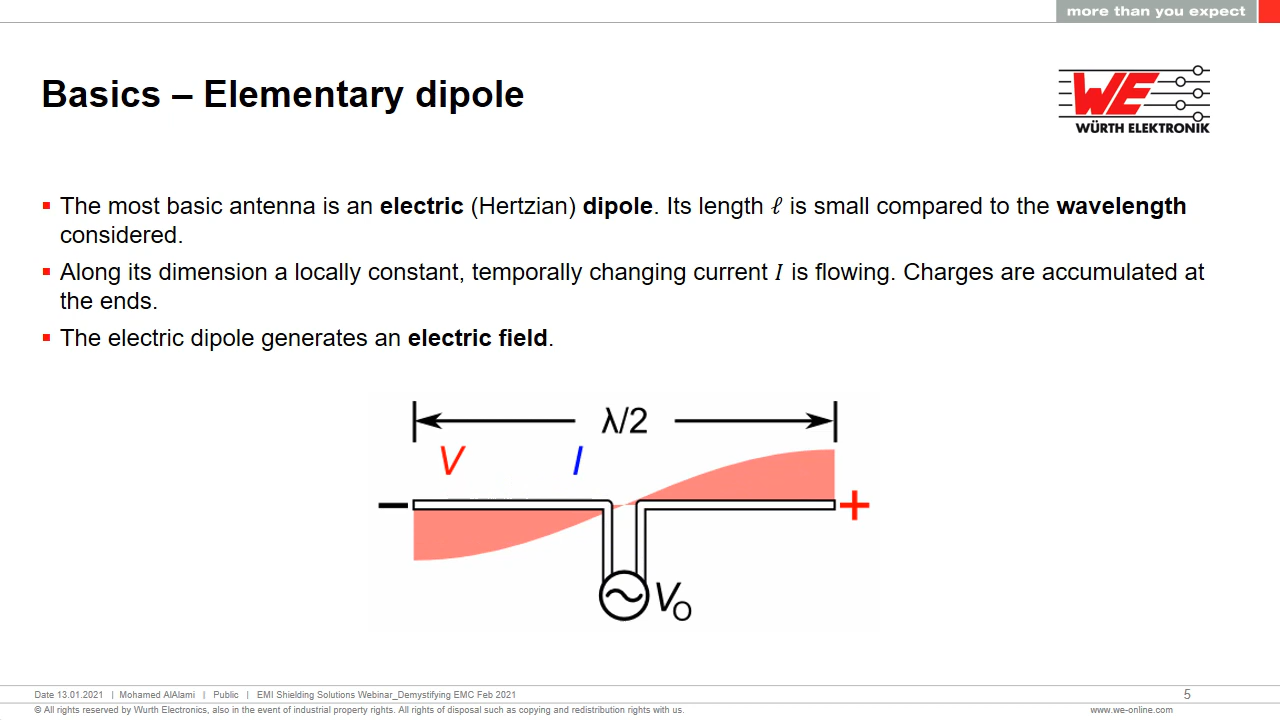 more than you expect
Basics – Elementary dipole
WE
WÜRTH ELEKTRONIK
▪ The most basic antenna is an electric (Hertzian) dipole. Its length ℓ is small compared to the wavelength
considered.
▪ Along its dimension a locally constant, temporally changing current I is flowing. Charges are accumulated at
the ends.
▪ The electric dipole generates an electric field.
λ/2
V I
− +
VO
Date 13.01.2021 | Mohamed AlAlami | Public | EMI Shielding Solutions Webinar_Demystifying EMC Feb 2021
5
© All rights reserved by Wurth Electronics, also in the event of industrial property rights. All rights of disposal such as copying and redistribution rights with us.
www.we-online.com